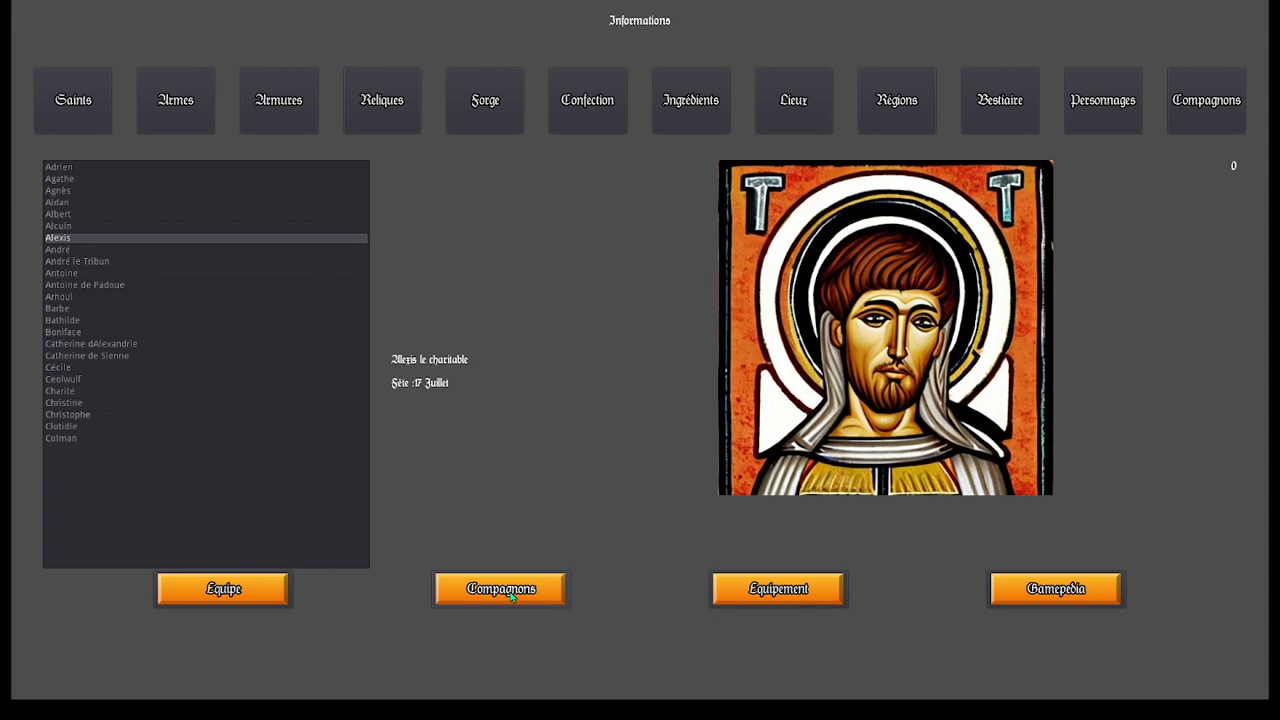 Informations
Saints
Armes
Armures
Reliques
Forge
Confection
Ingrédients
Lieux
Régions
Bestiaire
Personnages
Compagnons
Adrien
Agathe
Agnès
Aidan
Albert
Alcuin
Alexis
André
André le Tribun
Antoine
Antoine de Padoue
Arnoul
Barbe
Bathilde
Boniface
Catherine dAlexandrie
Catherine de Sienne
Cécile
Ceolwulf
Charité
Christine
Christophe
Clotidle
Colman
Alexis le charitable
Fête :17 Juillet
T T
0
Equipe
Compagnons
Equipement
Gamepedia